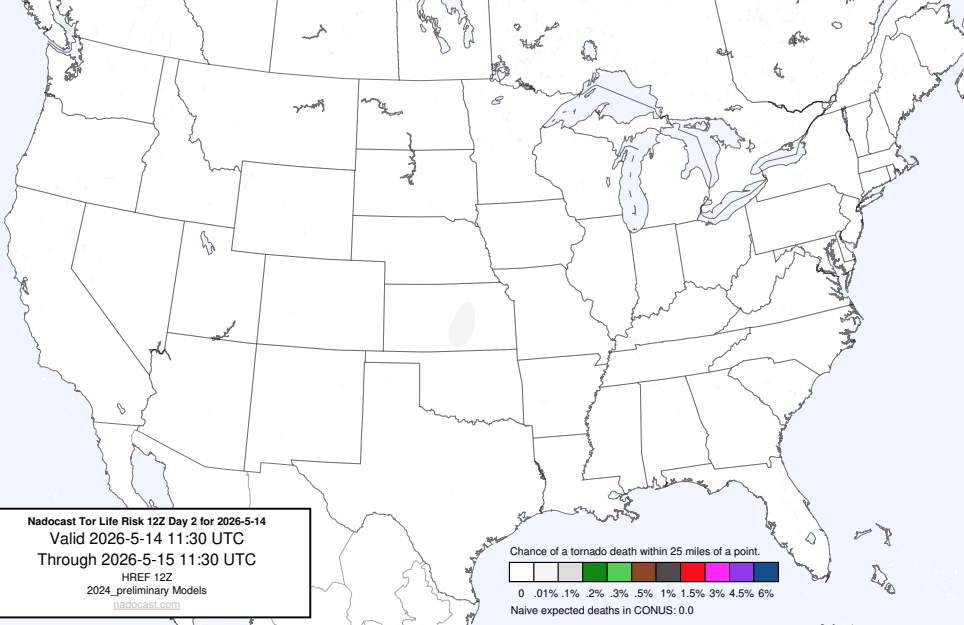 Nadocast Tor Life Risk 12Z Day 2 for 2026-5-14
Valid 2026-5-14 11:30 UTC
Through 2026-5-15 11:30 UTC
HREF 12Z
2024_preliminary Models
nadocast.com
Chance of a tornado death within 25 miles of a point.
0 .01% .1% .2% .3% .5% 1% 1.5% 3% 4.5% 6%
Naive expected deaths in CONUS: 0.0